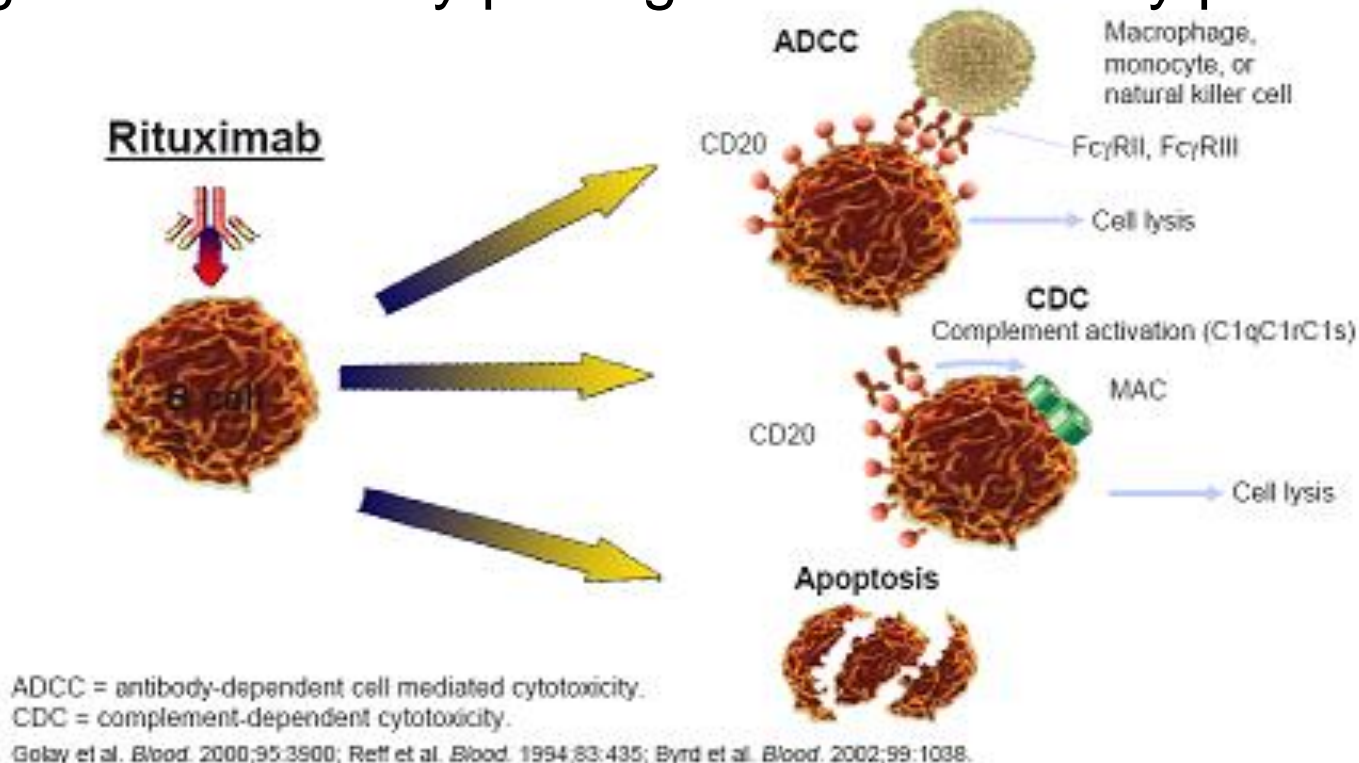 ADCC
Macrophage,
monocyte, or
natural killer cell
Rituximab
CD20
FcγRII, FcγRIII
Cell lysis
B cell
CDC
Complement activation (C1qC1rC1s)
MAC
CD20
Cell lysis
Apoptosis
ADCC = antibody-dependent cell mediated cytotoxicity.
CDC = complement-dependent cytotoxicity.
Golay et al. Blood. 2000;95:3900; Reff et al. Blood. 1994;83:435; Byrd et al. Blood. 2002;99:1038.